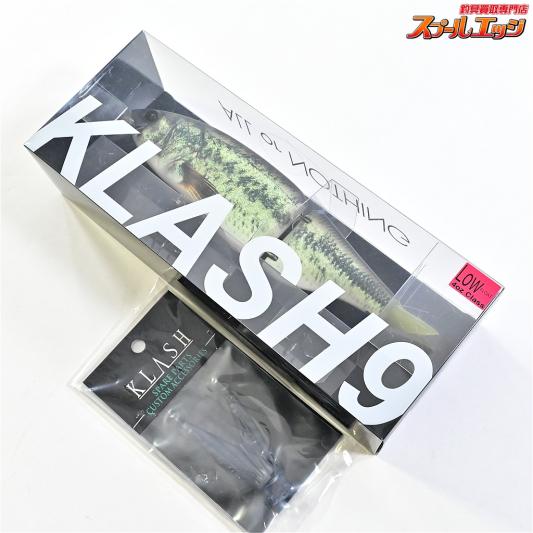 釣具買取専門店
スプールエッジ
ALL or NOTHING
KLASH9
LOW
4oz Class
KLASH
SPARE PARTS
CUSTOM ACCESSORIES